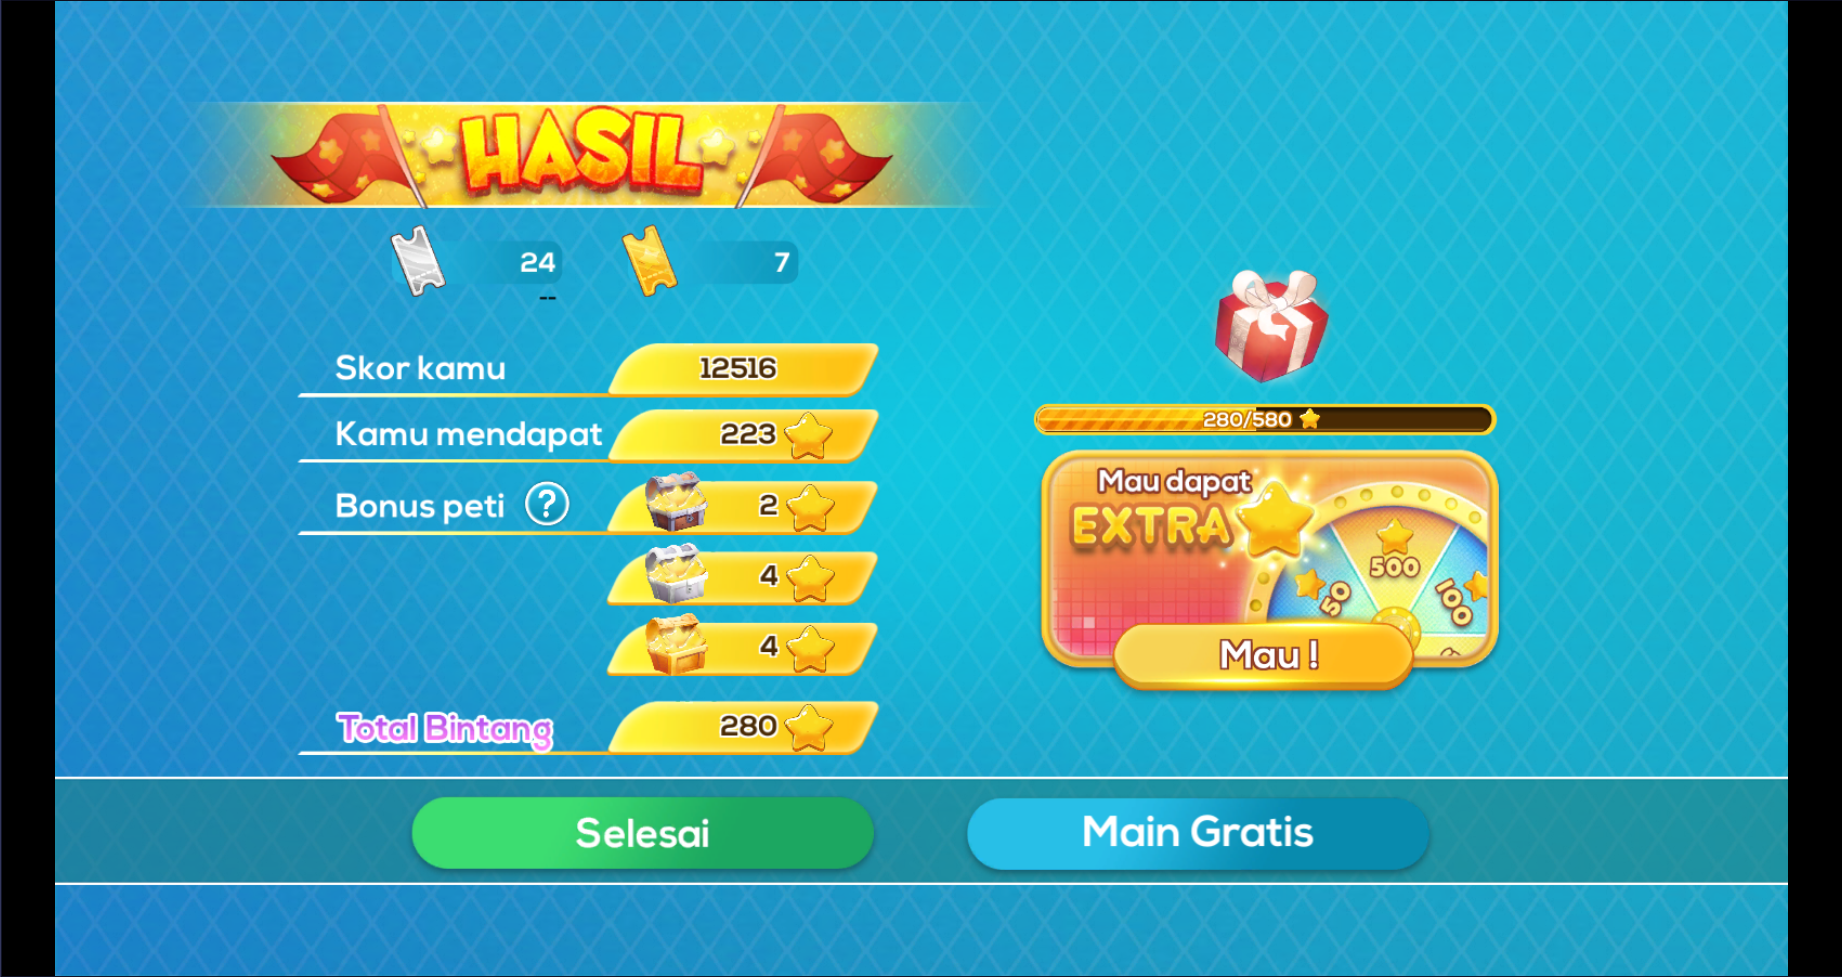 HASIL
24
7
--
Skor kamu
12516
Kamu mendapat
223
Bonus peti ?
2
4
4
Total Bintang
280
280/580
Mau dapat
EXTRA
50
500
100
Mau !
Selesai
Main Gratis